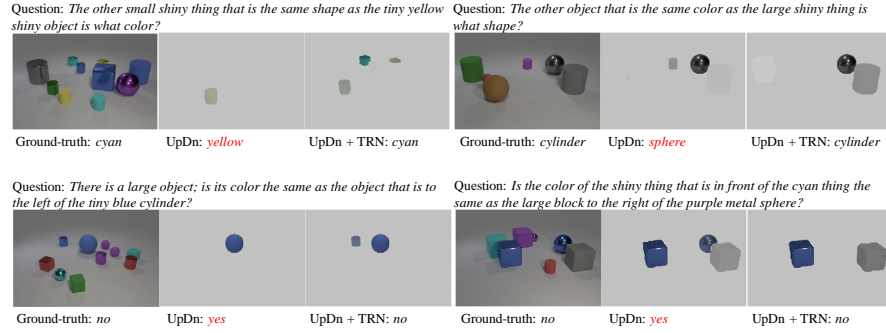 Question: The other small shiny thing that is the same shape as the tiny yellow
shiny object is what color?
Ground-truth: cyan
UpDn: yellow
UpDn + TRN: cyan
Question: The other object that is the same color as the large shiny thing is
what shape?
Ground-truth: cylinder
UpDn: sphere
UpDn + TRN: cylinder
Question: There is a large object; is its color the same as the object that is to
the left of the tiny blue cylinder?
Ground-truth: no
UpDn: yes
UpDn + TRN: no
Question: Is the color of the shiny thing that is in front of the cyan thing the
same as the large block to the right of the purple metal sphere?
Ground-truth: no
UpDn: yes
UpDn + TRN: no